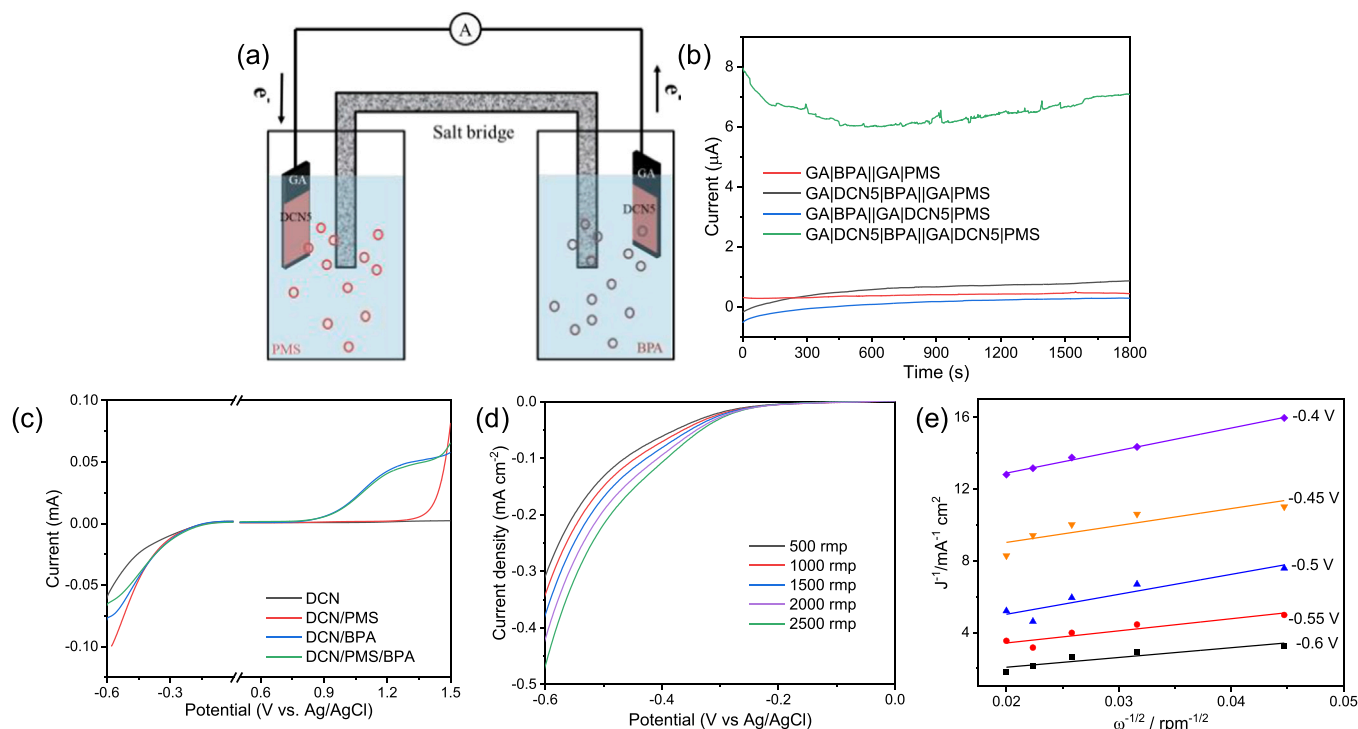 (a)
A
e⁻
e⁻
Salt bridge
GA
DCN5
GA
DCN5
PMS
BPA
(b)
Current (μA)
8
6
4
2
0
GA|BPA||GA|PMS
GA|DCN5|BPA||GA|PMS
GA|BPA||GA|DCN5|PMS
GA|DCN5|BPA||GA|DCN5|PMS
0 300 600 900 1200 1500 1800
Time (s)
(c)
Current (mA)
0.10
0.05
0.00
-0.05
-0.10
DCN
DCN/PMS
DCN/BPA
DCN/PMS/BPA
-0.6 -0.3 0.6 0.9 1.2 1.5
Potential (V vs. Ag/AgCl)
(d)
Current density (mA cm⁻²)
0.0
-0.1
-0.2
-0.3
-0.4
-0.5
500 rmp
1000 rmp
1500 rmp
2000 rmp
2500 rmp
-0.6 -0.4 -0.2 0.0
Potential (V vs Ag/AgCl)
(e)
J⁻¹/mA⁻¹ cm²
16
12
8
4
-0.4 V
-0.45 V
-0.5 V
-0.55 V
-0.6 V
0.02 0.03 0.04 0.05
ω⁻¹/² / rpm⁻¹/²